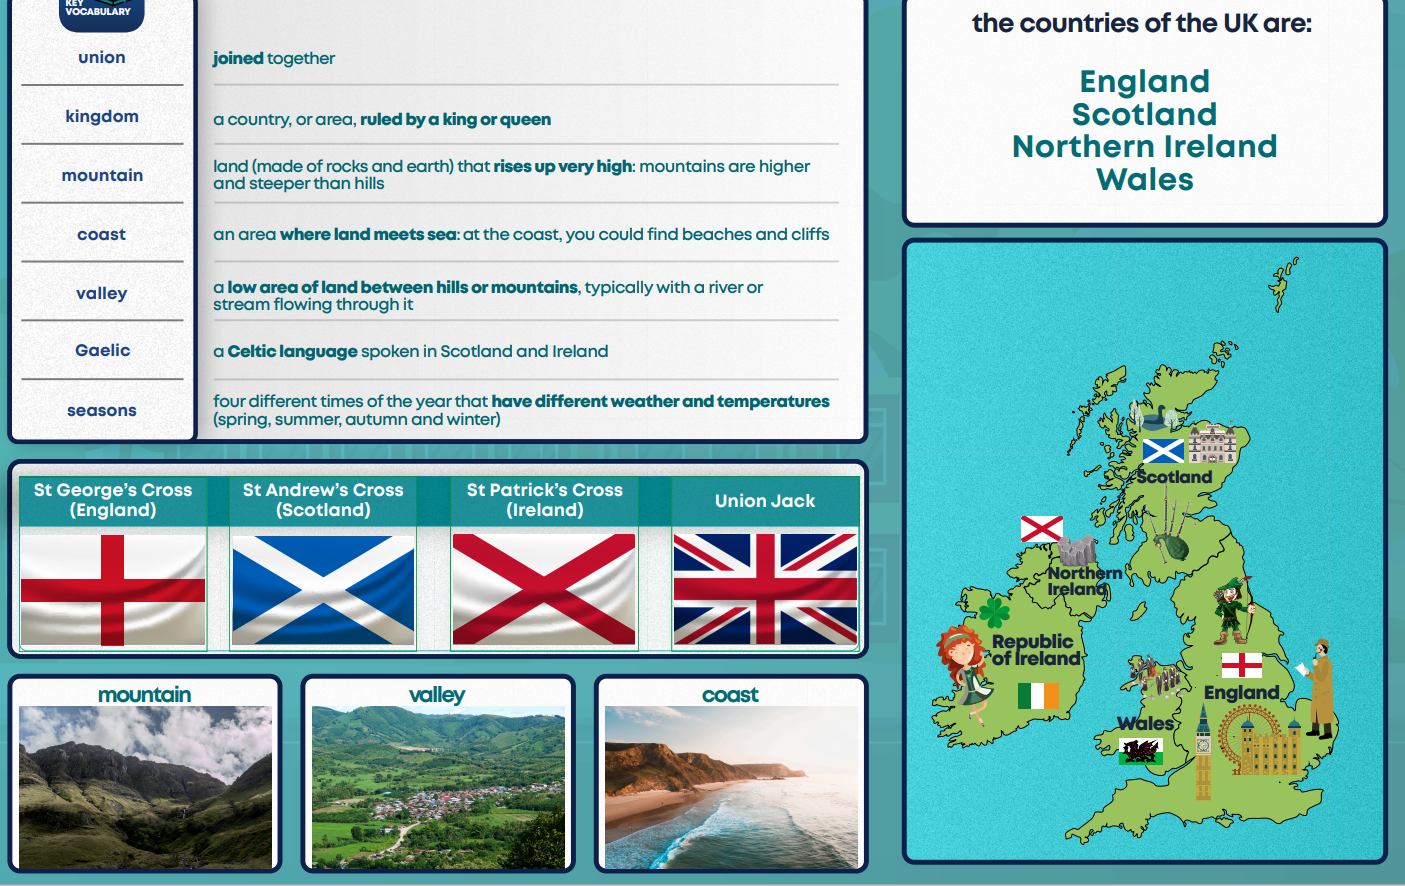 KEY
VOCABULARY
union
joined together
kingdom
a country, or area, ruled by a king or queen
mountain
land (made of rocks and earth) that rises up very high: mountains are higher
and steeper than hills
coast
an area where land meets sea: at the coast, you could find beaches and cliffs
valley
a low area of land between hills or mountains, typically with a river or
stream flowing through it
Gaelic
a Celtic language spoken in Scotland and Ireland
seasons
four different times of the year that have different weather and temperatures
(spring, summer, autumn and winter)
St George's Cross
(England)
St Andrew's Cross
(Scotland)
St Patrick's Cross
(Ireland)
Union Jack
mountain
valley
coast
the countries of the UK are:
England
Scotland
Northern Ireland
Wales
Scotland
Northern
Ireland
Republic
of Ireland
England
Wales